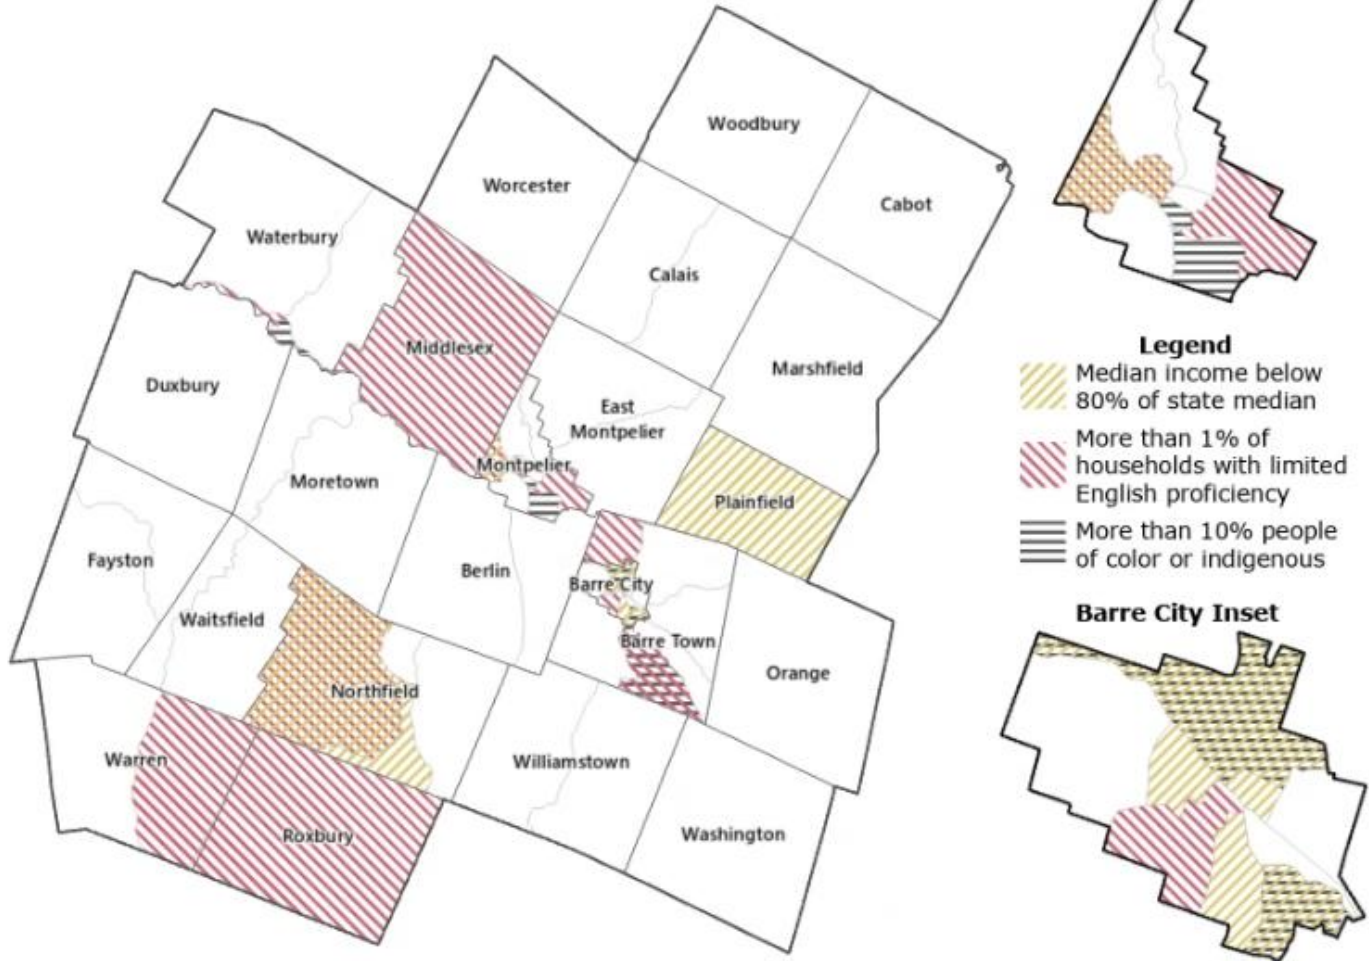 Woodbury
Worcester
Cabot
Waterbury
Calais
Middlesex
Marshfield
Duxbury
East
Montpelier
Montpelier
Moretown
Plainfield
Fayston
Berlin
Barre City
Waitsfield
Barre Town
Orange
Northfield
Warren
Williamstown
Roxbury
Washington
Legend
Median income below
80% of state median
More than 1% of
households with limited
English proficiency
More than 10% people
of color or indigenous
Barre City Inset